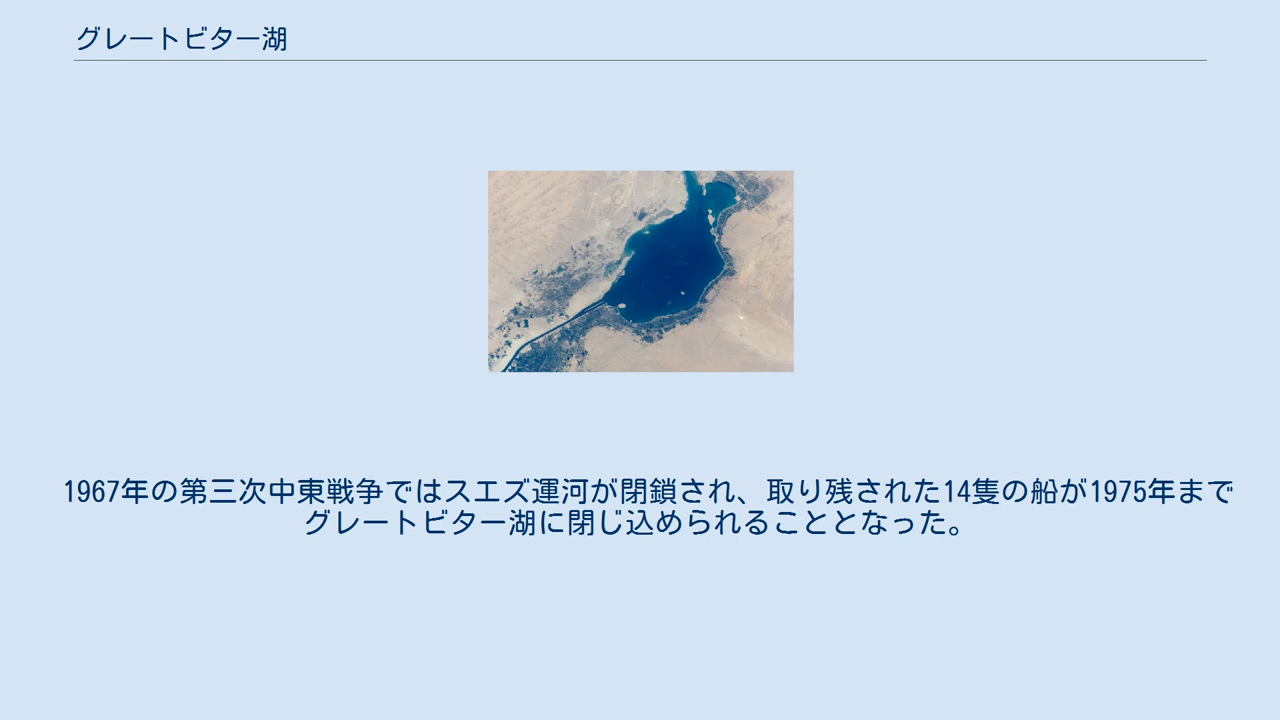 グレートビター湖
1967年の第三次中東戦争ではスエズ運河が閉鎖され、取り残された14隻の船が1975年まで
グレートビター湖に閉じ込められることとなった。